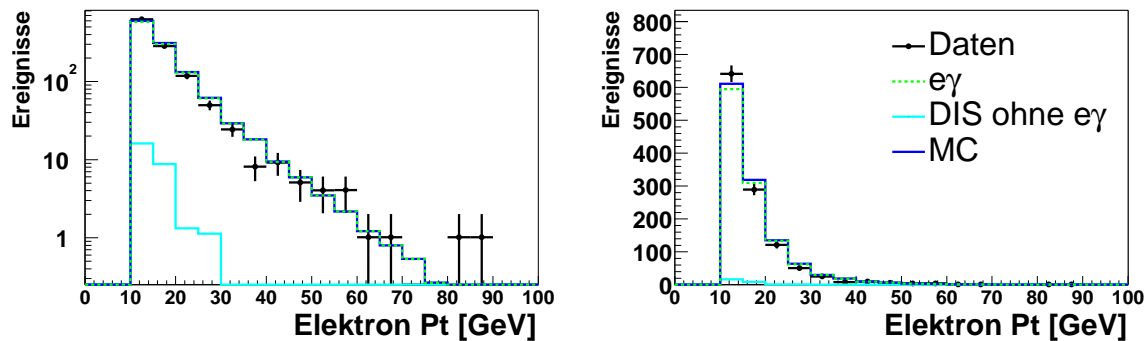 Ereignisse
10²
10
1
0 10 20 30 40 50 60 70 80 90 100
Elektron Pt [GeV]
Ereignisse
800
700
600
500
400
300
200
100
0
0 10 20 30 40 50 60 70 80 90 100
Elektron Pt [GeV]
Daten
eγ
DIS ohne eγ
MC